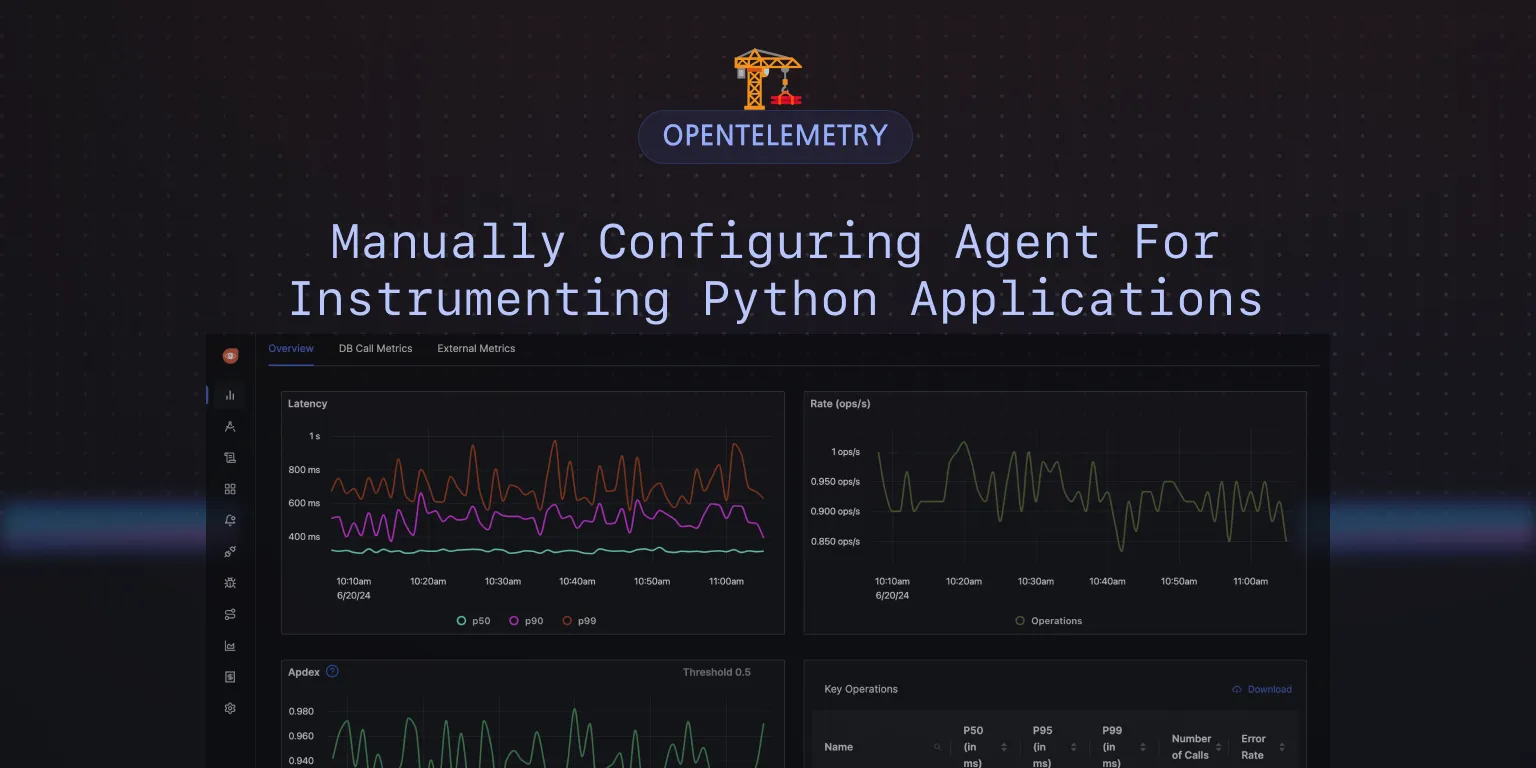 OPENTELEMETRY
Manually Configuring Agent For
Instrumenting Python Applications
Overview DB Call Metrics External Metrics
Latency
1 s
800 ms
600 ms
400 ms
10:10am 10:20am 10:30am 10:40am 10:50am 11:00am
6/20/24
p50 p90 p99
Rate (ops/s)
1 ops/s
0.950 ops/s
0.900 ops/s
0.850 ops/s
10:10am 10:20am 10:30am 10:40am 10:50am 11:00am
6/20/24
Operations
Apdex ? Threshold 0.5
0.980
0.960
0.940
Key Operations Download
Name
P50
(in
ms)
P95
(in
ms)
P99
(in
ms)
Number
of Calls
Error
Rate